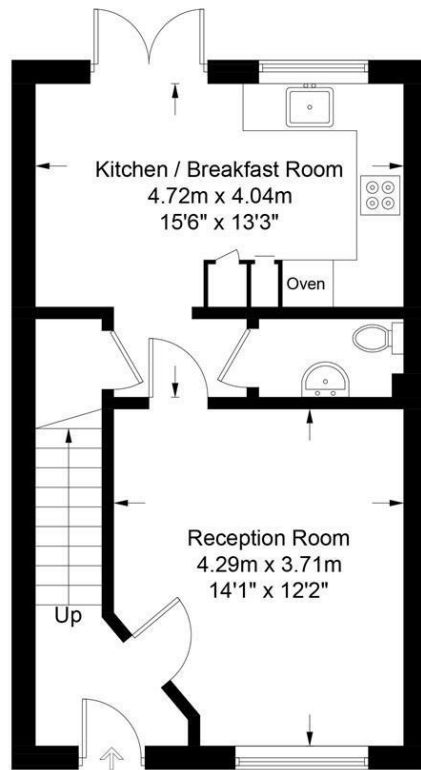 Kitchen / Breakfast Room
4.72m x 4.04m
15'6" x 13'3"
Oven
Reception Room
4.29m x 3.71m
14'1" x 12'2"
Up